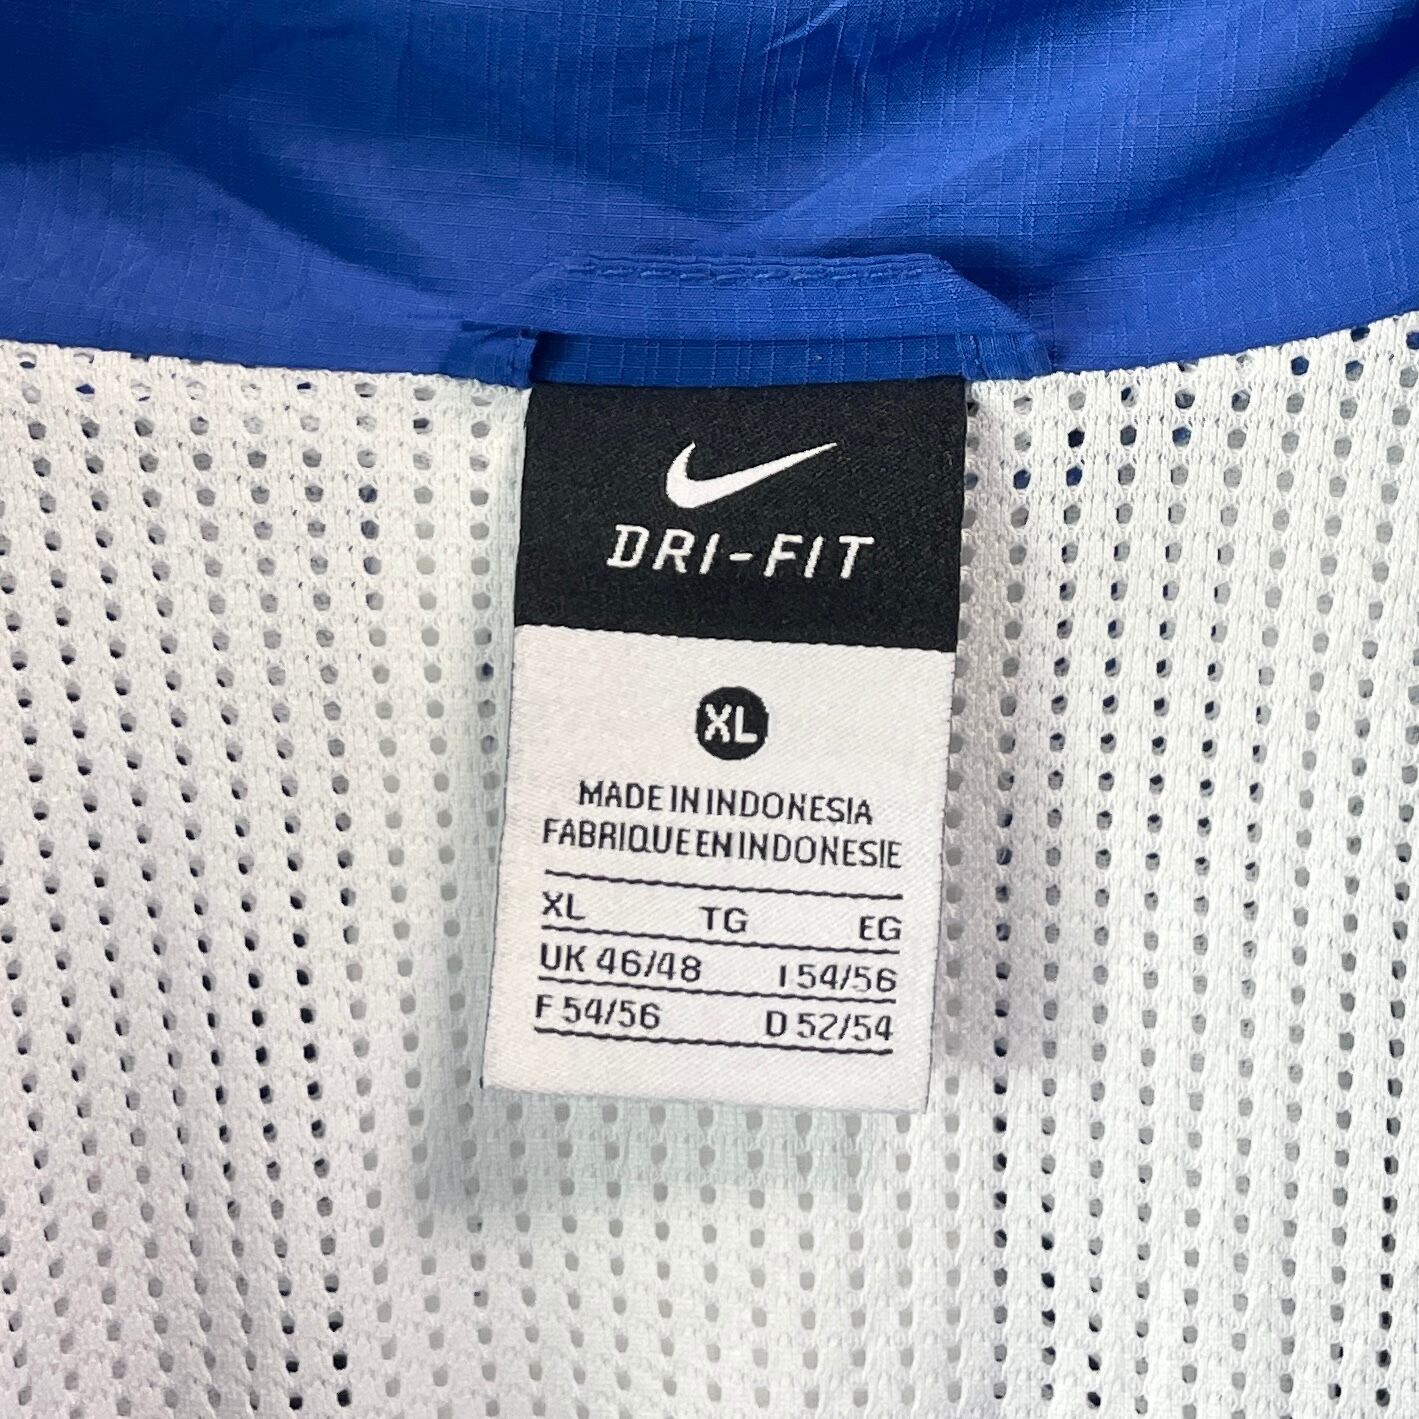 DRI-FIT
XL
MADE IN INDONESIA
FABRIQUE EN INDONESIE
XL TG EG
UK 46/48 I 54/56
F 54/56 D 52/54